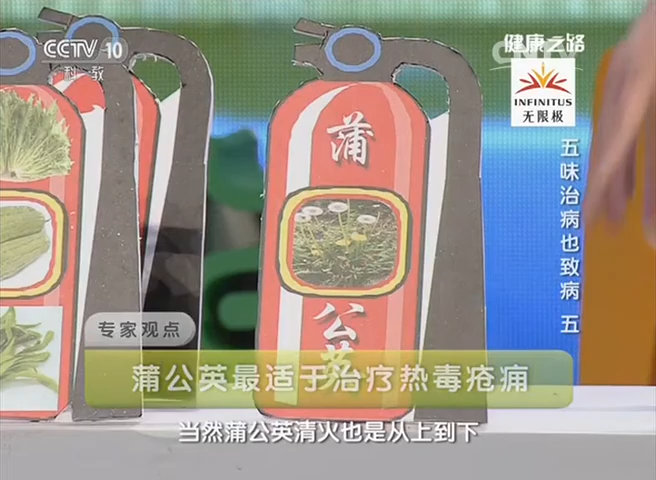 CCTV 10
科教
健康之路
INFINITUS
无限极
五味治病也致病 五
蒲公英
专家观点
蒲公英最适于治疗热毒疮痈
当然蒲公英清火也是从上到下